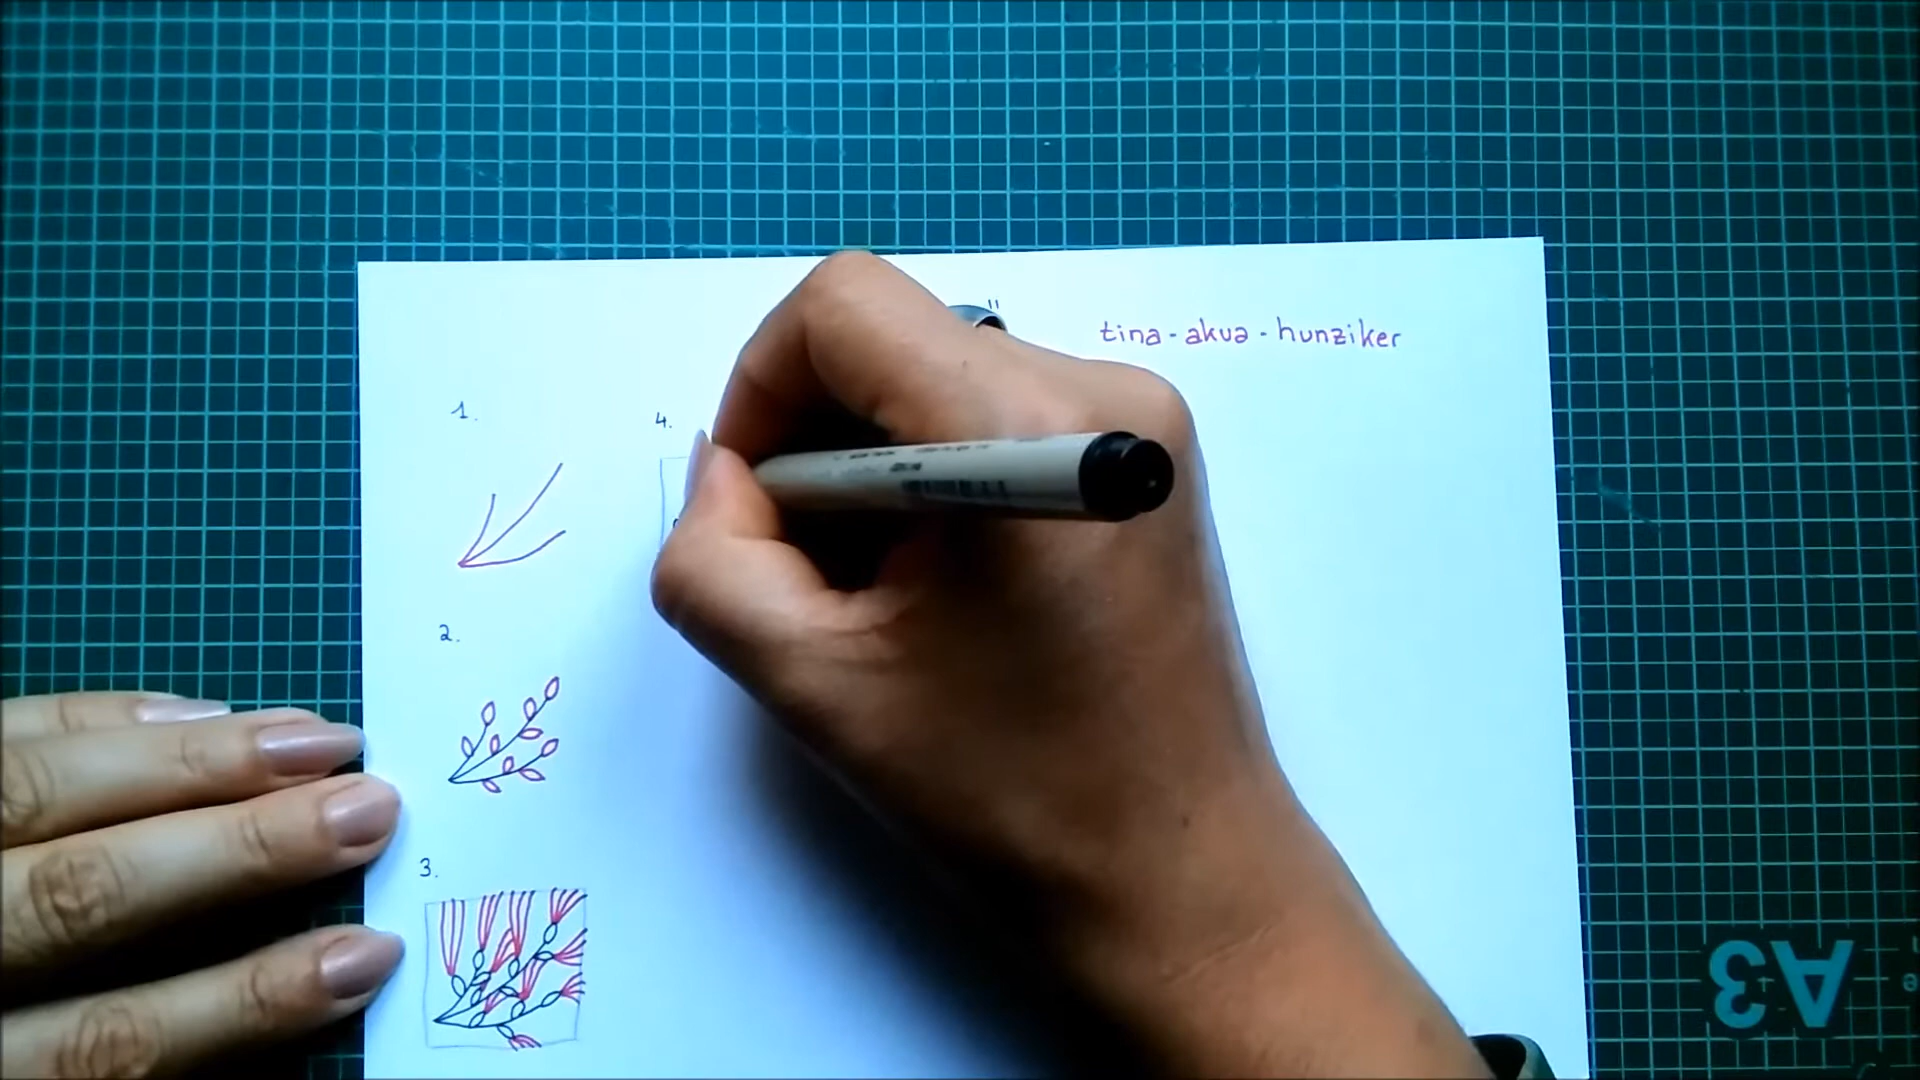 "
tina - akua - hunziker
1.
4.
2.
3.
A3